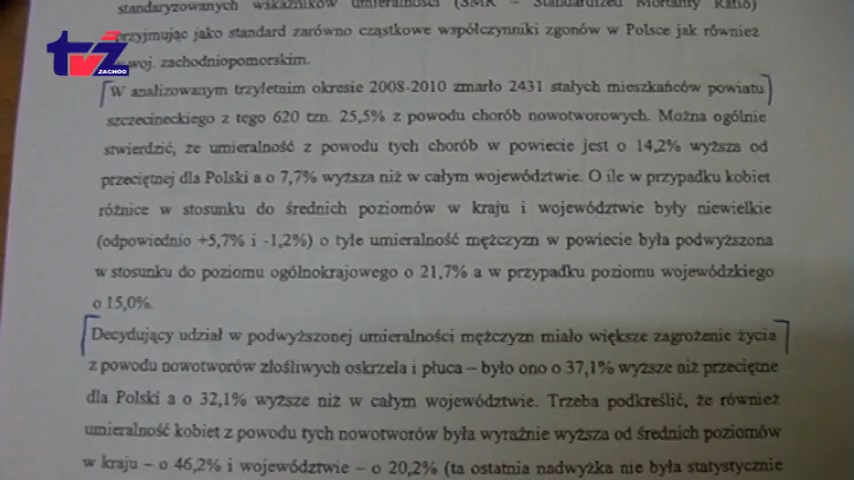 standaryzowanych wskaźników umieralności (SMR – Standardized Mortality Ratio)
przyjmując jako standard zarówno cząstkowe współczynniki zgonów w Polsce jak również
woj. zachodniopomorskim.
tvz
ZACHÓD
W analizowanym trzyletnim okresie 2008-2010 zmarło 2431 stałych mieszkańców powiatu
szczecineckiego z tego 620 tzn. 25,5% z powodu chorób nowotworowych. Można ogólnie
stwierdzić, że umieralność z powodu tych chorób w powiecie jest o 14,2% wyższa od
przeciętnej dla Polski a o 7,7% wyższa niż w całym województwie. O ile w przypadku kobiet
różnice w stosunku do średnich poziomów w kraju i województwie były niewielkie
(odpowiednio +5,7% i -1,2%) o tyle umieralność mężczyzn w powiecie była podwyższona
w stosunku do poziomu ogólnokrajowego o 21,7% a w przypadku poziomu wojewódzkiego
o 15,0%.
Decydujący udział w podwyższonej umieralności mężczyzn miało większe zagrożenie życia
z powodu nowotworów złośliwych oskrzela i płuca – było ono o 37,1% wyższe niż przeciętne
dla Polski a o 32,1% wyższe niż w całym województwie. Trzeba podkreślić, że również
umieralność kobiet z powodu tych nowotworów była wyraźnie wyższa od średnich poziomów
w kraju – o 46,2% i województwie – o 20,2% (ta ostatnia nadwyżka nie była statystycznie